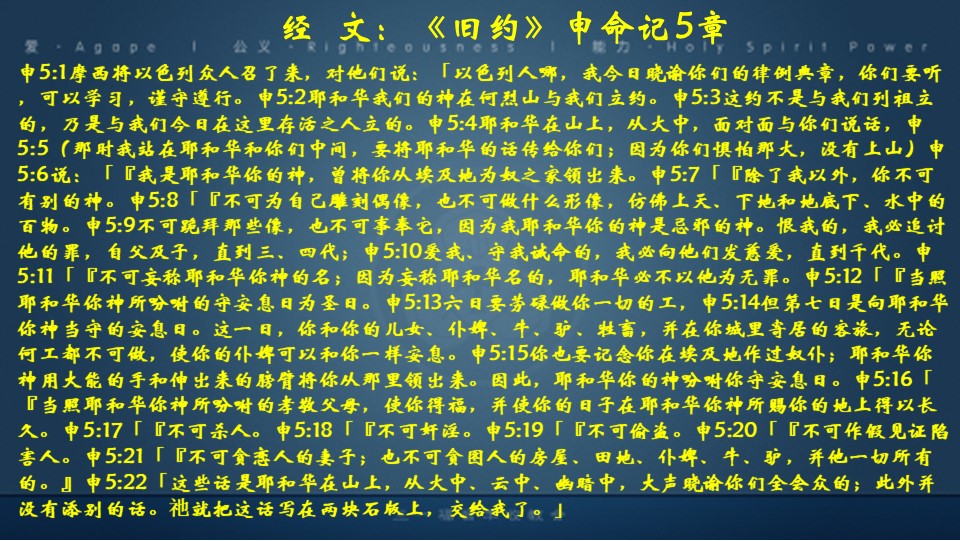 经 文：《旧约》申命记5章
爱·Agape | 公义·Righteousness | 能力·Holy Spirit Power
申5:1摩西将以色列众人召了来，对他们说：「以色列人哪，我今日晓谕你们的律例典章，你们要听
，可以学习，谨守遵行。申5:2耶和华我们的神在何烈山与我们立约。申5:3这约不是与我们列祖立
的，乃是与我们今日在这里存活之人立的。申5:4耶和华在山上，从火中，面对面与你们说话，申
5:5（那时我站在耶和华和你们中间，要将耶和华的话传给你们；因为你们惧怕那火，没有上山）申
5:6说：「『我是耶和华你的神，曾将你从埃及地为奴之家领出来。申5:7「『除了我以外，你不可
有别的神。申5:8「『不可为自己雕刻偶像，也不可做什么形像，仿佛上天、下地和地底下、水中的
百物。申5:9不可跪拜那些像，也不可事奉它，因为我耶和华你的神是忌邪的神。恨我的，我必追讨
他的罪，自父及子，直到三、四代；申5:10爱我、守我诫命的，我必向他们发慈爱，直到千代。申
5:11「『不可妄称耶和华你神的名；因为妄称耶和华名的，耶和华必不以他为无罪。申5:12「『当照
耶和华你神所吩咐的守安息日为圣日。申5:13六日要劳碌做你一切的工，申5:14但第七日是向耶和华
你神当守的安息日。这一日，你和你的儿女、仆婢、牛、驴、牲畜，并在你城里寄居的客旅，无论
何工都不可做，使你的仆婢可以和你一样安息。申5:15你也要记念你在埃及地作过奴仆；耶和华你
神用大能的手和伸出来的膀臂将你从那里领出来。因此，耶和华你的神吩咐你守安息日。申5:16「
『当照耶和华你神所吩咐的孝敬父母，使你得福，并使你的日子在耶和华你神所赐你的地上得以长
久。申5:17「『不可杀人。申5:18「『不可奸淫。申5:19「『不可偷盗。申5:20「『不可作假见证陷
害人。申5:21「『不可贪恋人的妻子；也不可贪图人的房屋、田地、仆婢、牛、驴，并他一切所有
的。』申5:22「这些话是耶和华在山上，从火中、云中、幽暗中，大声晓谕你们全会众的；此外并
没有添别的话。祂就把这话写在两块石版上，交给我了。」